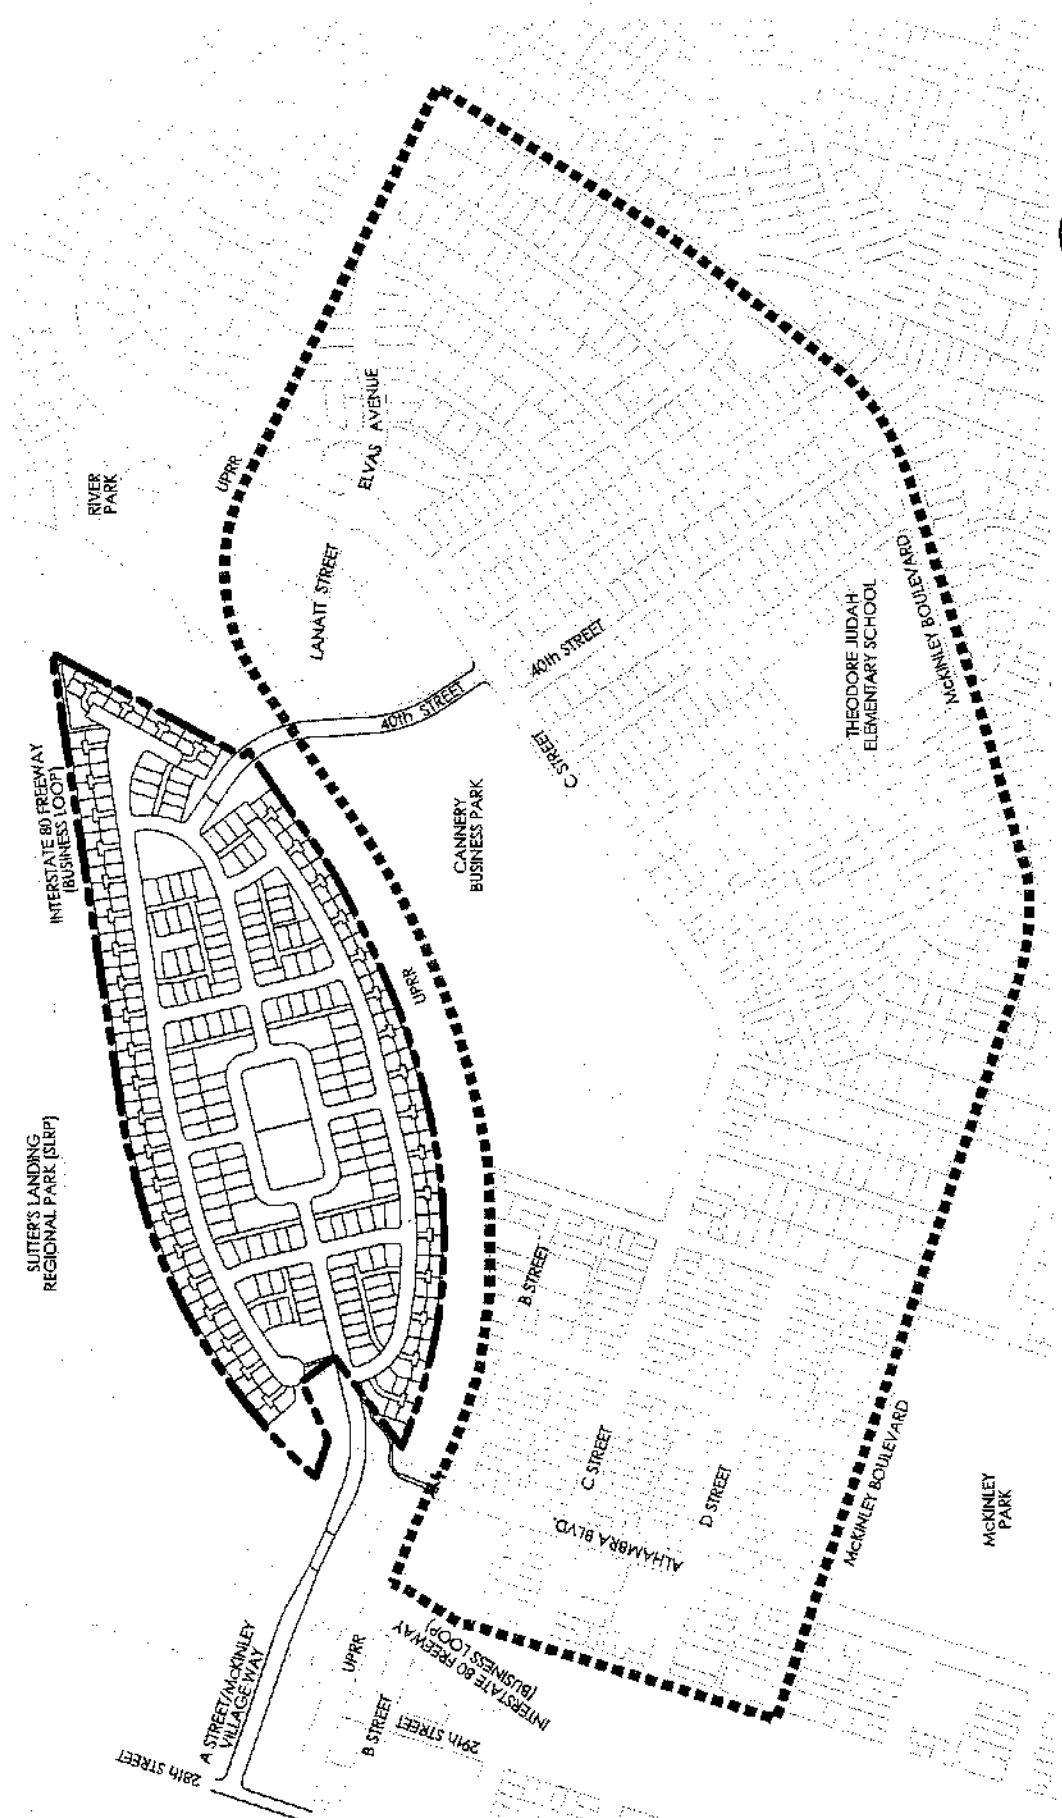 RIVER
PARK
UPRR
ELVAS AVENUE
LANATT STREET
INTERSTATE 80 FREEWAY
(BUSINESS LOOP)
40th STREET
40th STREET
C STREET
THEODORE JUDAH
ELEMENTARY SCHOOL
McKINLEY BOULEVARD
CANNERY
BUSINESS PARK
UPRR
SUTTER'S LANDING
REGIONAL PARK (SLRP)
B STREET
C STREET
D STREET
ALHAMBRA BLVD.
McKINLEY BOULEVARD
McKINLEY
PARK
A STREET/McKINLEY
VILLAGE WAY
28th STREET
UPRR
B STREET
29th STREET
INTERSTATE 80 FREEWAY
(BUSINESS LOOP)